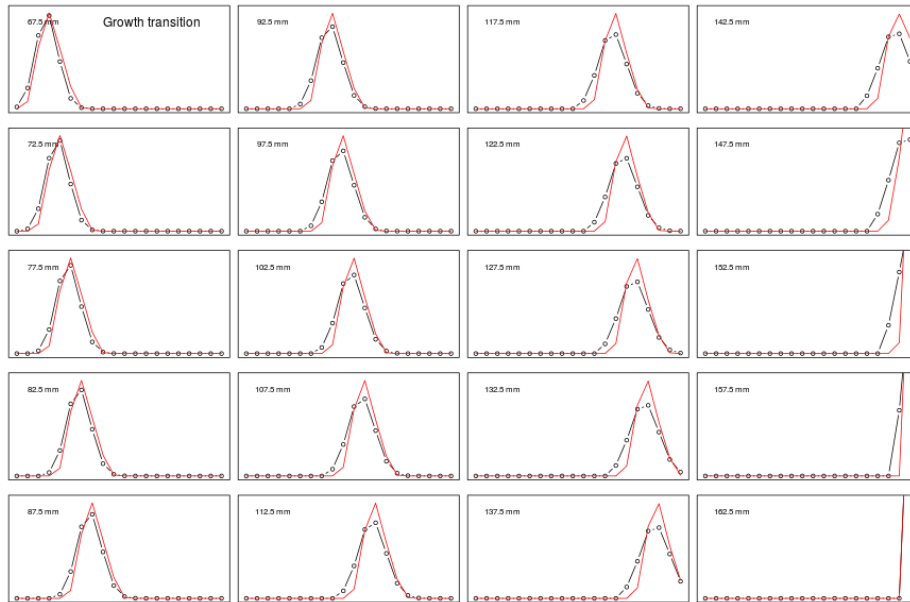 67.5 mm
Growth transition
72.5 mm
77.5 mm
82.5 mm
87.5 mm
92.5 mm
97.5 mm
102.5 mm
107.5 mm
112.5 mm
117.5 mm
122.5 mm
127.5 mm
132.5 mm
137.5 mm
142.5 mm
147.5 mm
152.5 mm
157.5 mm
162.5 mm